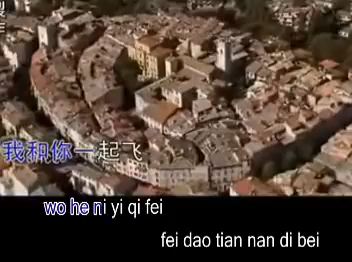 我和你一起飞
wo he ni yi qi fei
fei dao tian nan di bei